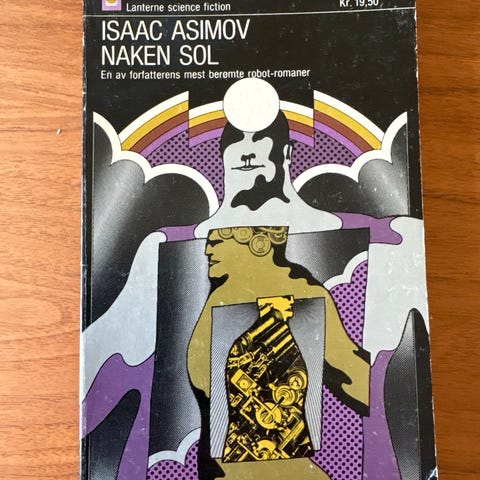 Lanterne science fiction
Kr. 19,50
ISAAC ASIMOV
NAKEN SOL
En av forfatterens mest berømte robot-romaner